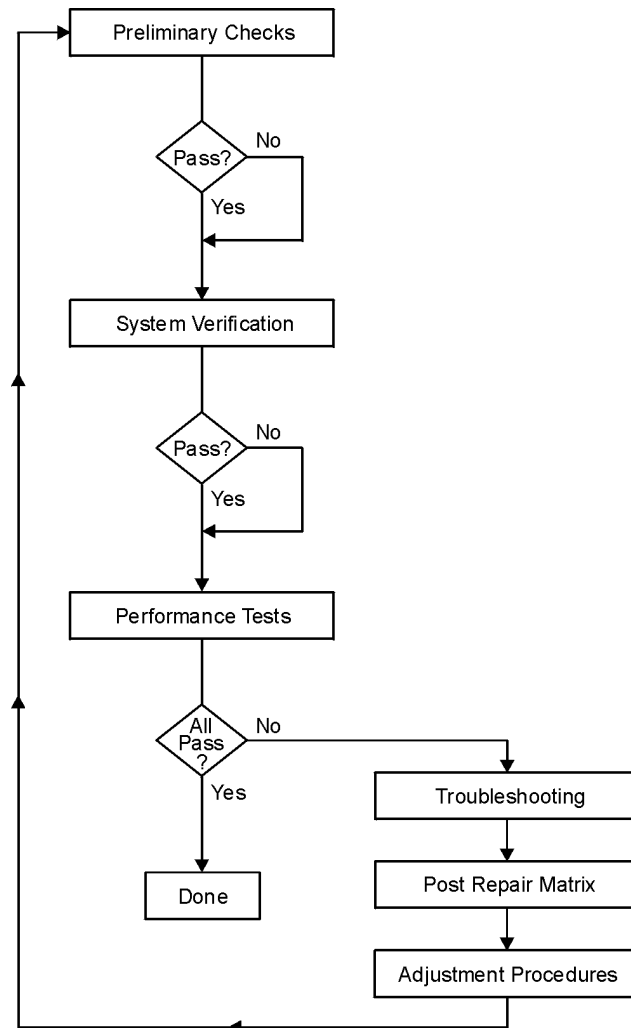 Preliminary Checks
Pass?
No
Yes
System Verification
Pass?
No
Yes
Performance Tests
All
Pass
?
No
Yes
Troubleshooting
Done
Post Repair Matrix
Adjustment Procedures